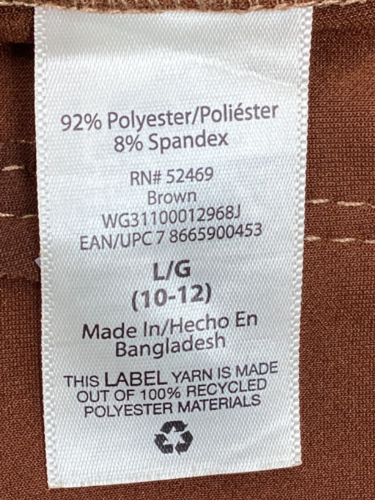 92% Polyester/Poliéster
8% Spandex
RN# 52469
Brown
WG31100012968J
EAN/UPC 7 8665900453
L/G
(10-12)
Made In/Hecho En
Bangladesh
THIS LABEL YARN IS MADE
OUT OF 100% RECYCLED
POLYESTER MATERIALS